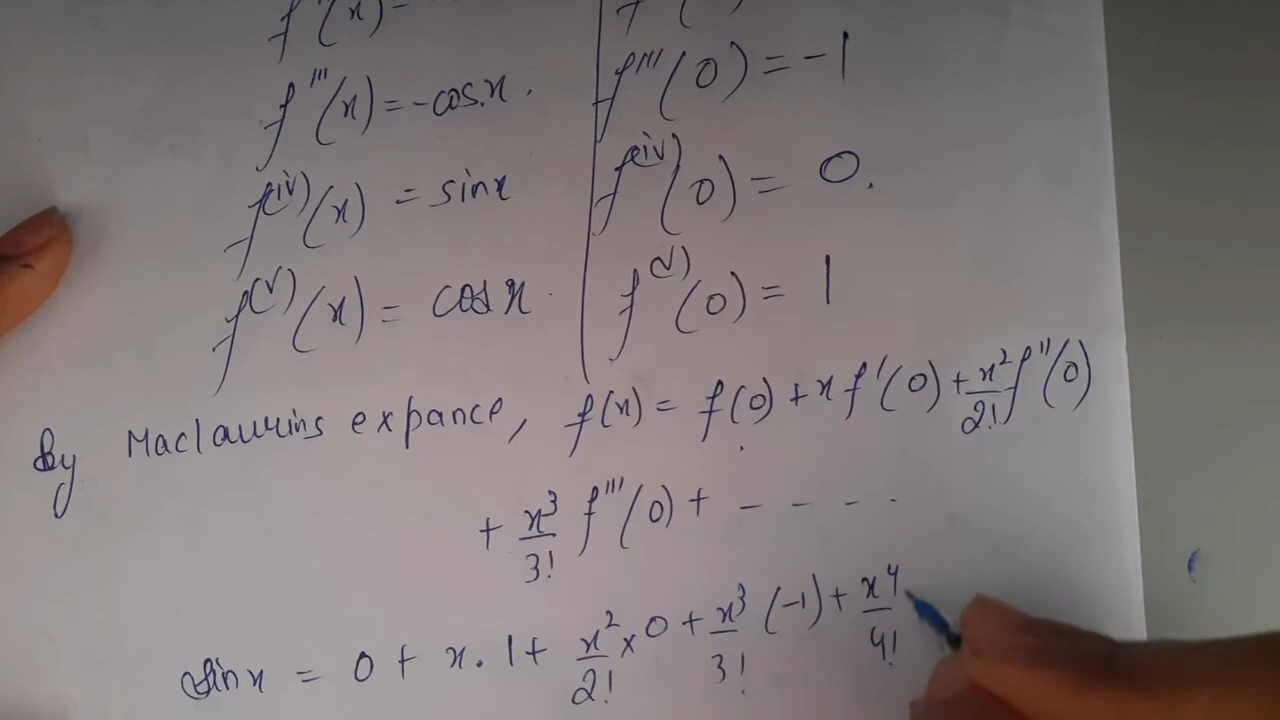 f''(x) =
f'''(x) = -cos x . f'''(0) = -1
f(iv)(x) = sin x f(iv)(0) = 0.
f(v)(x) = cos x . f(v)(0) = 1
By Maclaurins expance, f(x) = f(0) + x f'(0) + x²/2! f''(0)
+ x³/3! f'''(0) + - - - -
Sin x = 0 + x . 1 + x²/2! × 0 + x³/3! (-1) + x⁴/4!